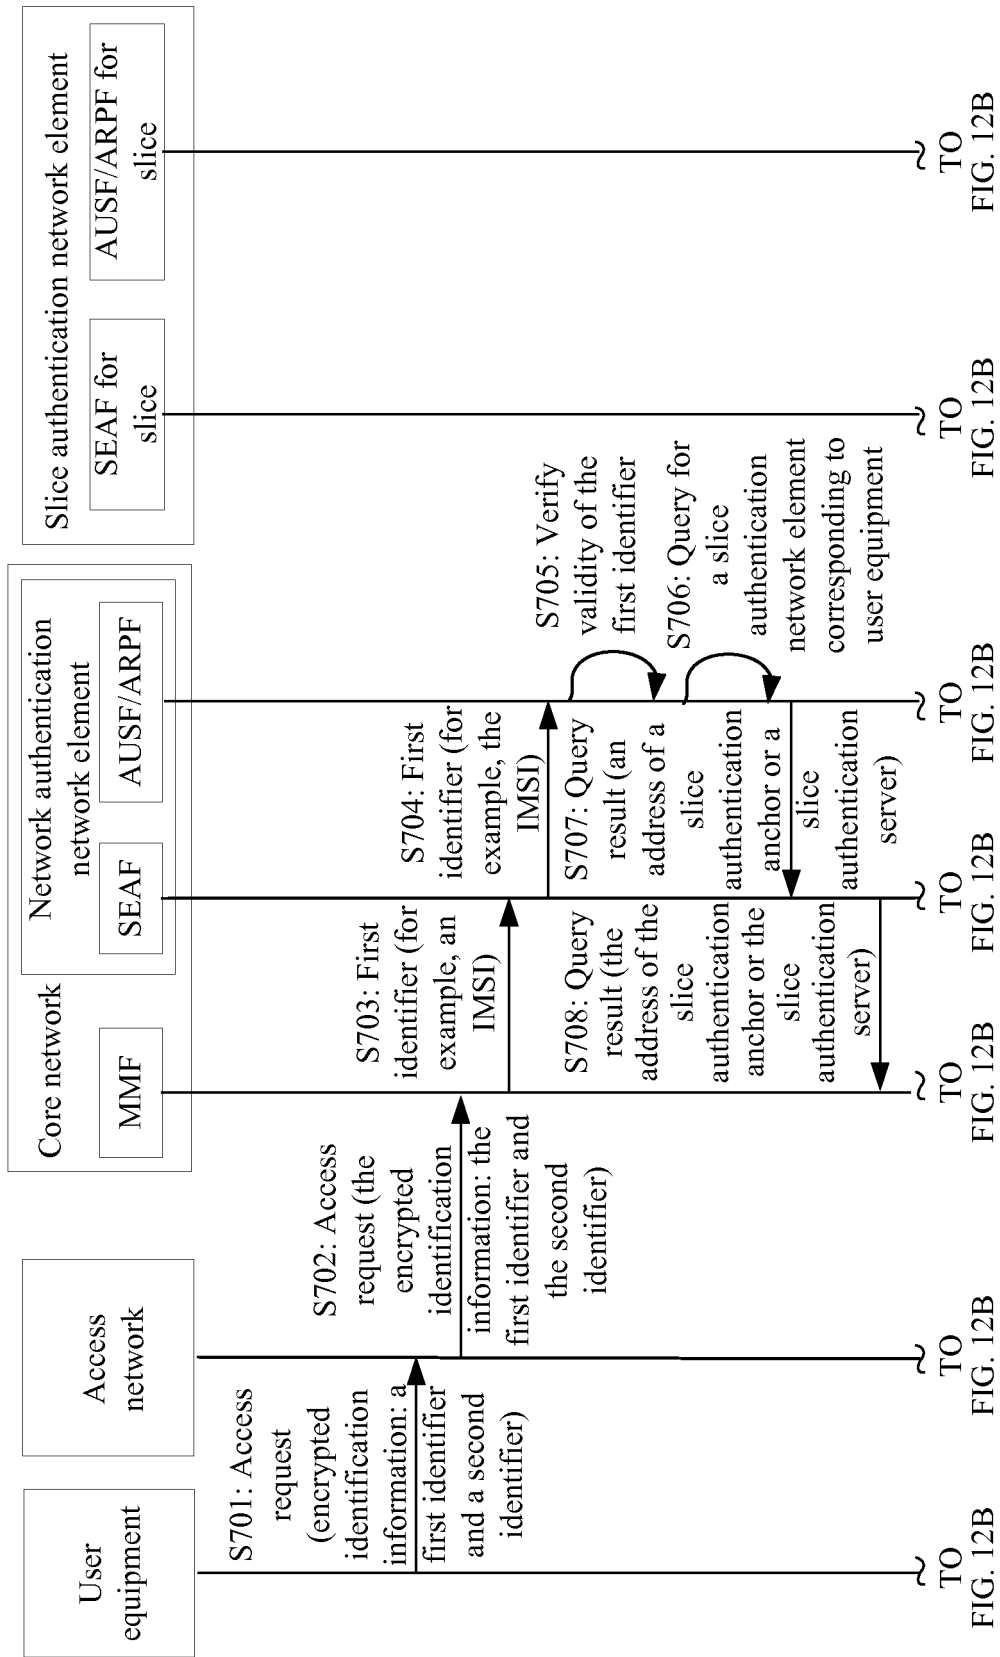 User
equipment
Access
network
Core network
MMF
Network authentication
network element
SEAF
AUSF/ARPF
Slice authentication network element
SEAF for
slice
AUSF/ARPF for
slice
S701: Access
request
(encrypted
identification
information: a
first identifier
and a second
identifier)
S702: Access
request (the
encrypted
identification
information: the
first identifier and
the second
identifier)
S703: First
identifier (for
example, an
IMSI)
S704: First
identifier (for
example, the
IMSI)
S705: Verify
validity of the
first identifier
S706: Query for
a slice
authentication
network element
corresponding to
user equipment
S707: Query
result (an
address of a
slice
authentication
anchor or a
slice
authentication
server)
S708: Query
result (the
address of the
slice
authentication
anchor or the
slice
authentication
server)
TO
FIG. 12B
TO
FIG. 12B
TO
FIG. 12B
TO
FIG. 12B
TO
FIG. 12B
TO
FIG. 12B
TO
FIG. 12B